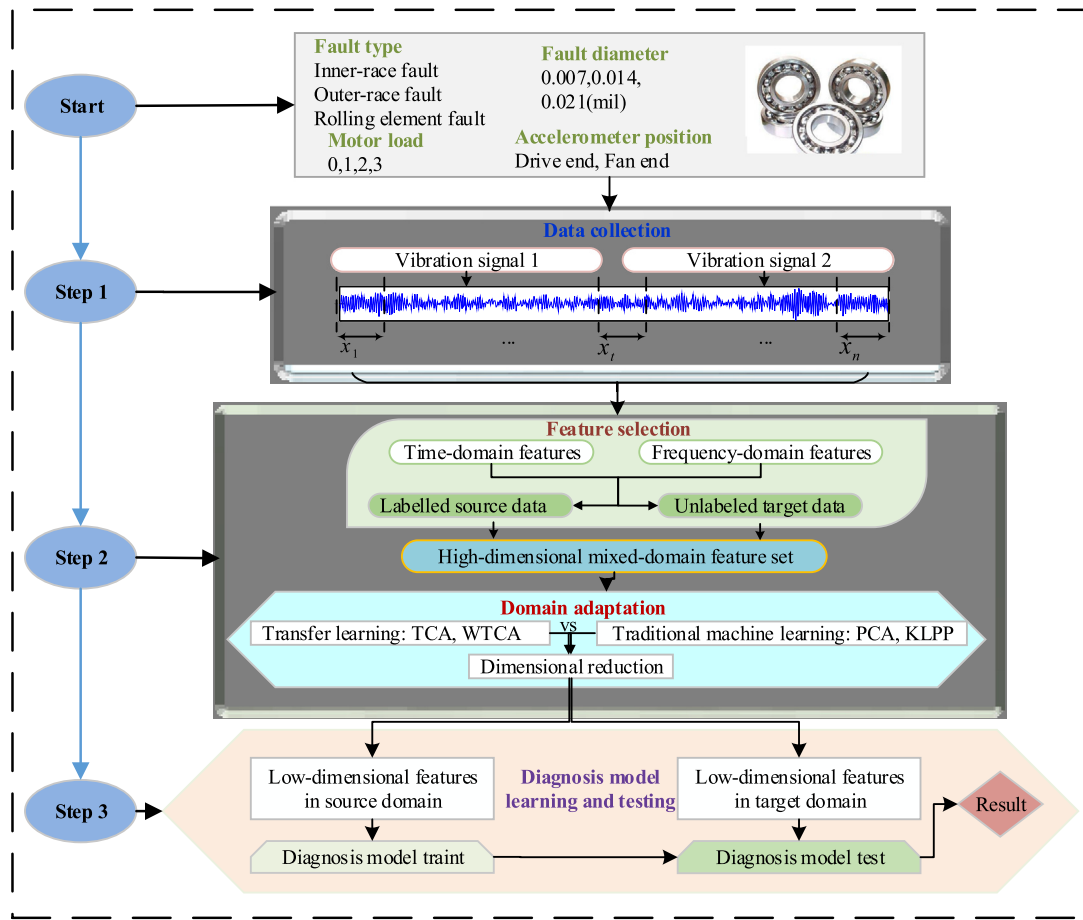 Start
Fault type
Inner-race fault
Outer-race fault
Rolling element fault
Motor load
0,1,2,3
Fault diameter
0.007,0.014,
0.021(mil)
Accelerometer position
Drive end, Fan end
Step 1
Data collection
Vibration signal 1
Vibration signal 2
x1
...
xt
...
xn
Step 2
Feature selection
Time-domain features
Frequency-domain features
Labelled source data
Unlabeled target data
High-dimensional mixed-domain feature set
Domain adaptation
Transfer learning: TCA, WTCA
vs
Traditional machine learning: PCA, KLPP
Dimensional reduction
Step 3
Low-dimensional features
in source domain
Diagnosis model
learning and testing
Low-dimensional features
in target domain
Result
Diagnosis model traint
Diagnosis model test